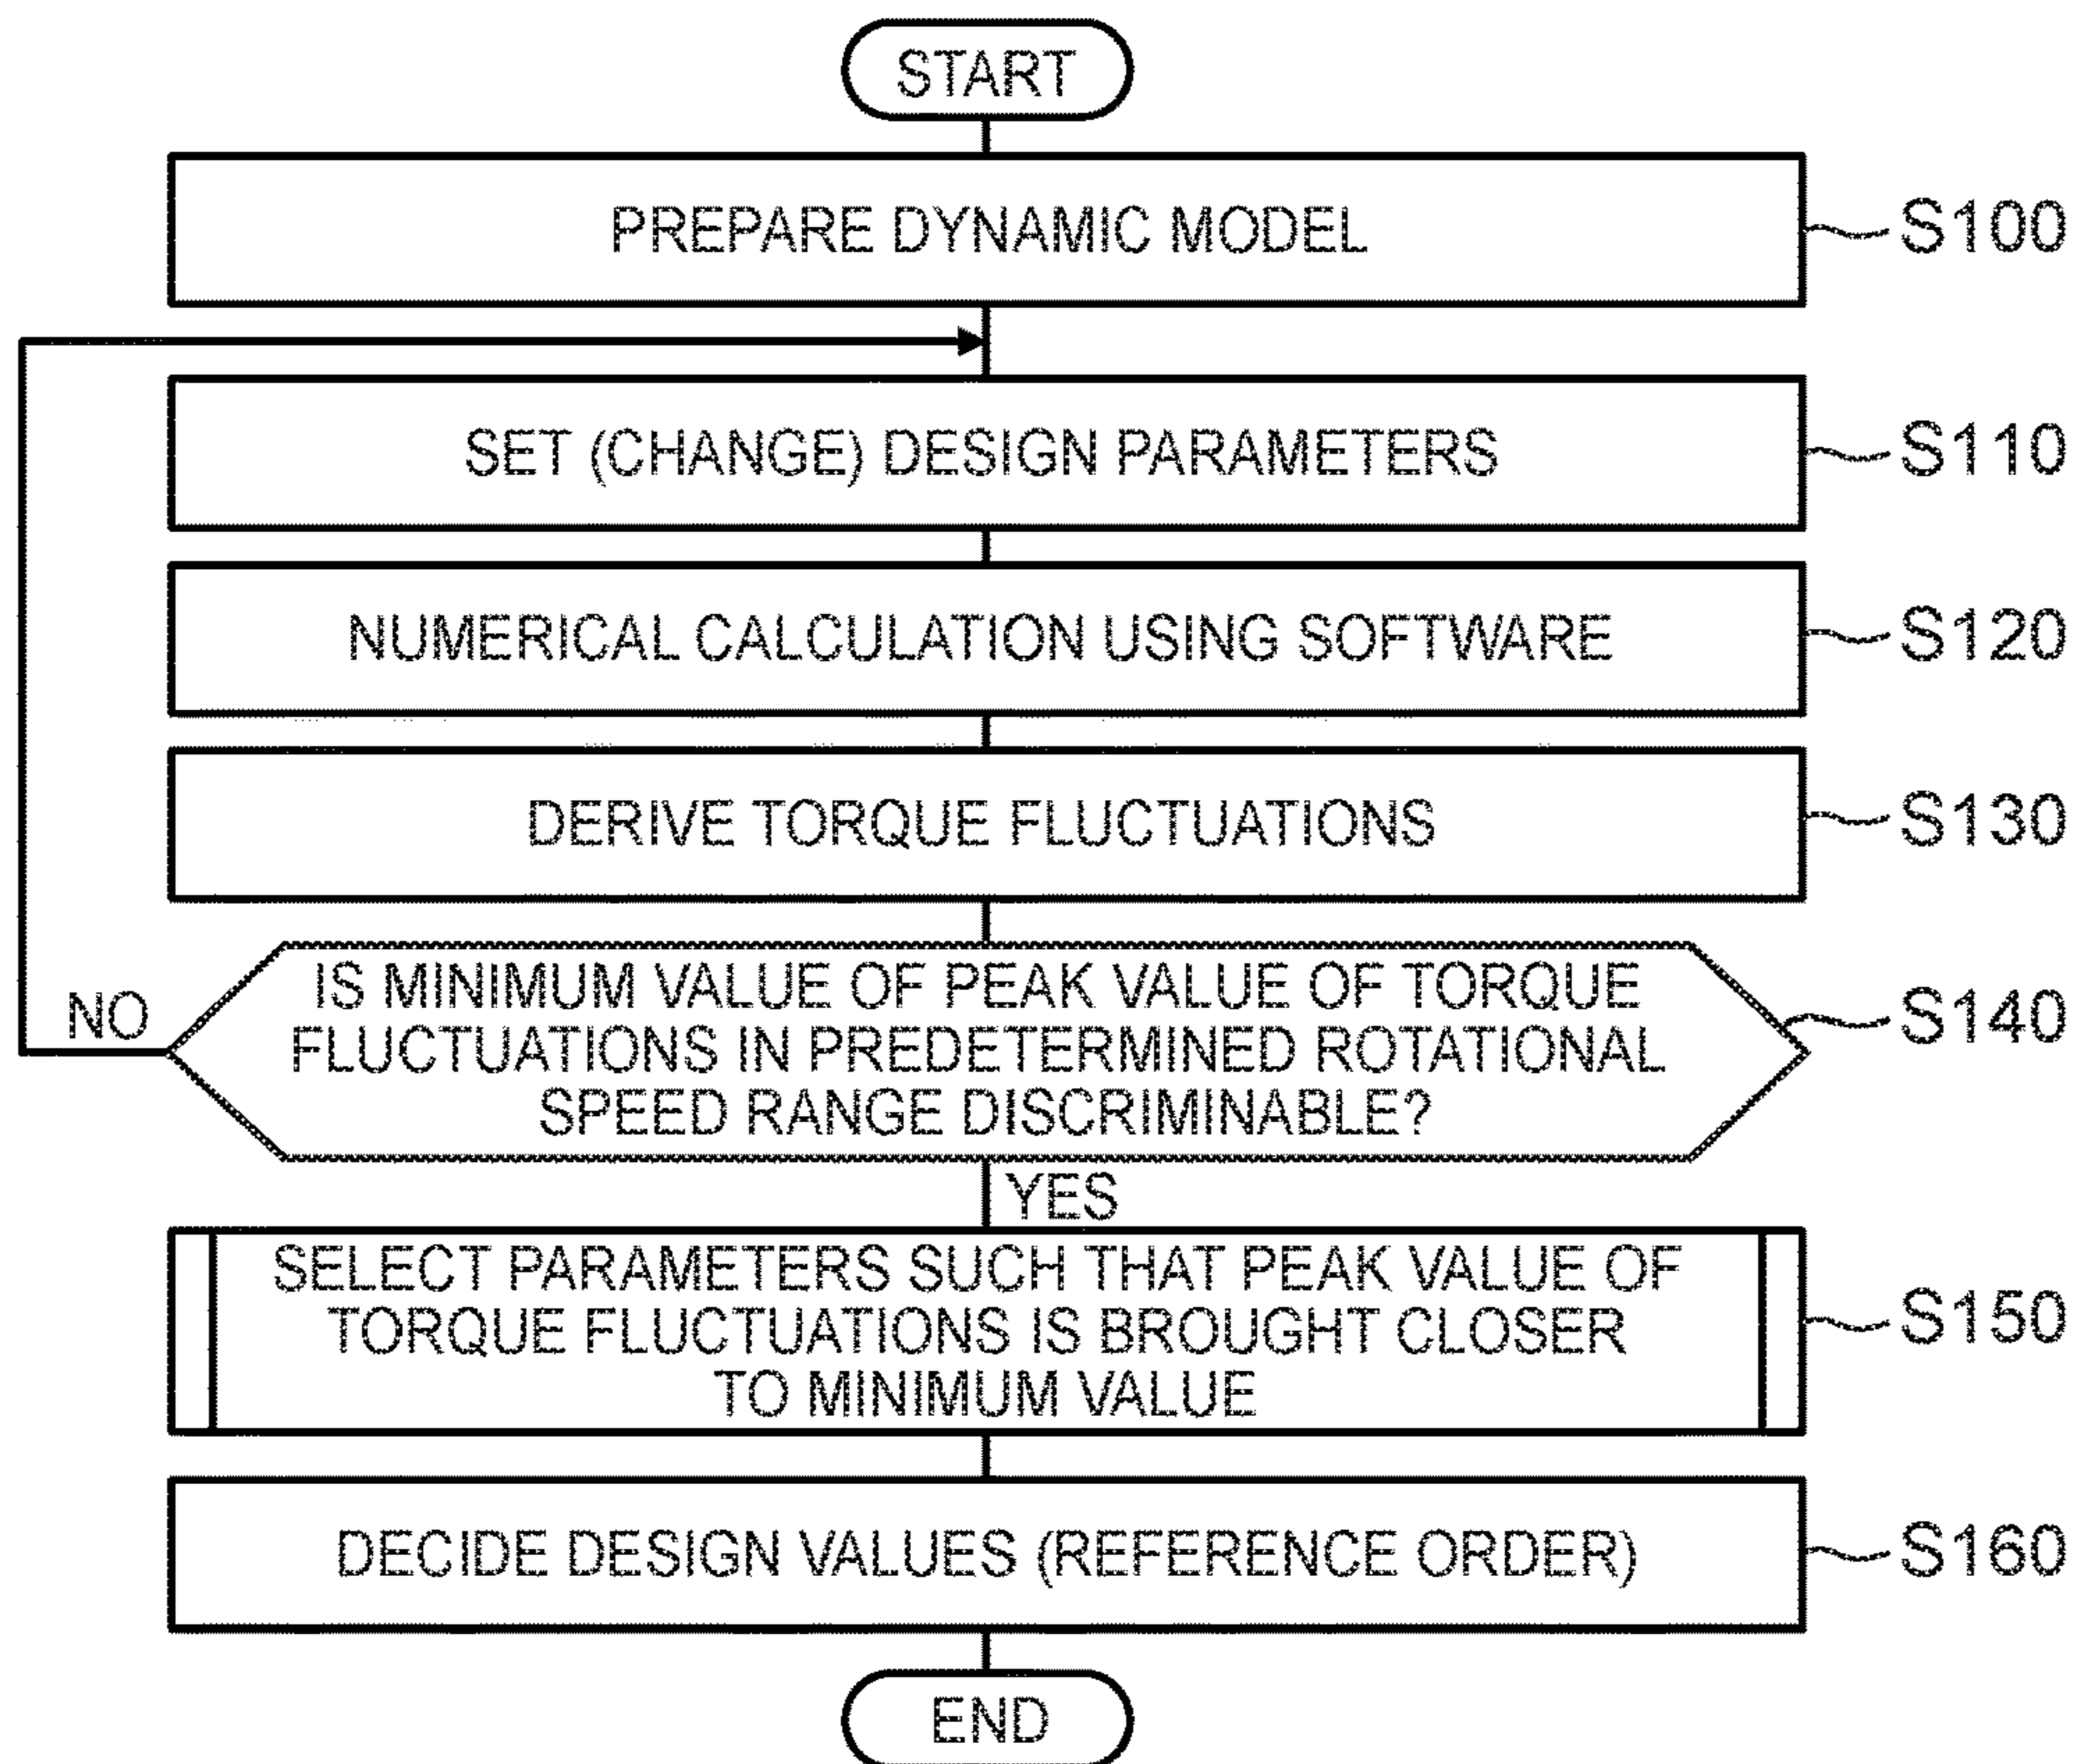 START
PREPARE DYNAMIC MODEL
S100
SET (CHANGE) DESIGN PARAMETERS
S110
NUMERICAL CALCULATION USING SOFTWARE
S120
DERIVE TORQUE FLUCTUATIONS
S130
IS MINIMUM VALUE OF PEAK VALUE OF TORQUE
FLUCTUATIONS IN PREDETERMINED ROTATIONAL
SPEED RANGE DISCRIMINABLE?
S140
NO
YES
SELECT PARAMETERS SUCH THAT PEAK VALUE OF
TORQUE FLUCTUATIONS IS BROUGHT CLOSER
TO MINIMUM VALUE
S150
DECIDE DESIGN VALUES (REFERENCE ORDER)
S160
END